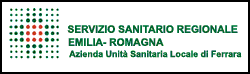 SERVIZIO SANITARIO REGIONALE
EMILIA- ROMAGNA
Azienda Unità Sanitaria Locale di Ferrara